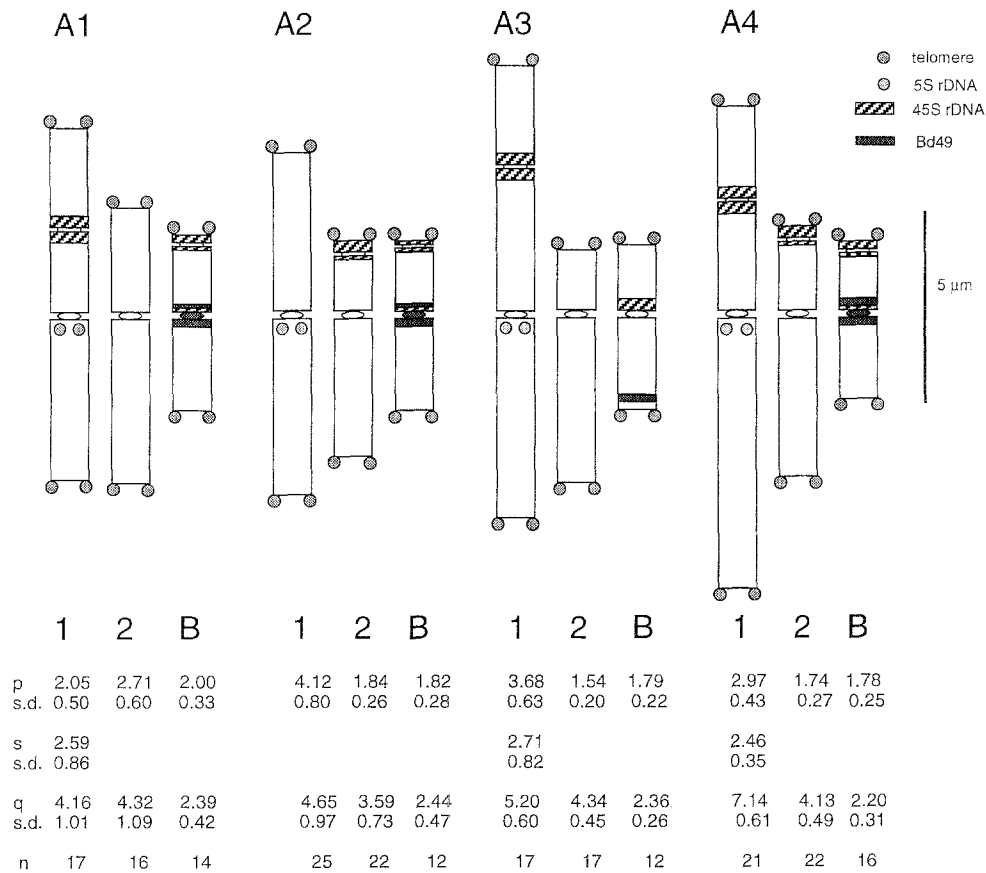 A1 A2 A3 A4
telomere
5S rDNA
45S rDNA
Bd49
5 µm
1 2 B 1 2 B 1 2 B 1 2 B
p 2.05 2.71 2.00 4.12 1.84 1.82 3.68 1.54 1.79 2.97 1.74 1.78
s.d. 0.50 0.60 0.33 0.80 0.26 0.28 0.63 0.20 0.22 0.43 0.27 0.25
s 2.59 2.71 2.46
s.d. 0.86 0.82 0.35
q 4.16 4.32 2.39 4.65 3.59 2.44 5.20 4.34 2.36 7.14 4.13 2.20
s.d. 1.01 1.09 0.42 0.97 0.73 0.47 0.60 0.45 0.26 0.61 0.49 0.31
n 17 16 14 25 22 12 17 17 12 21 22 16